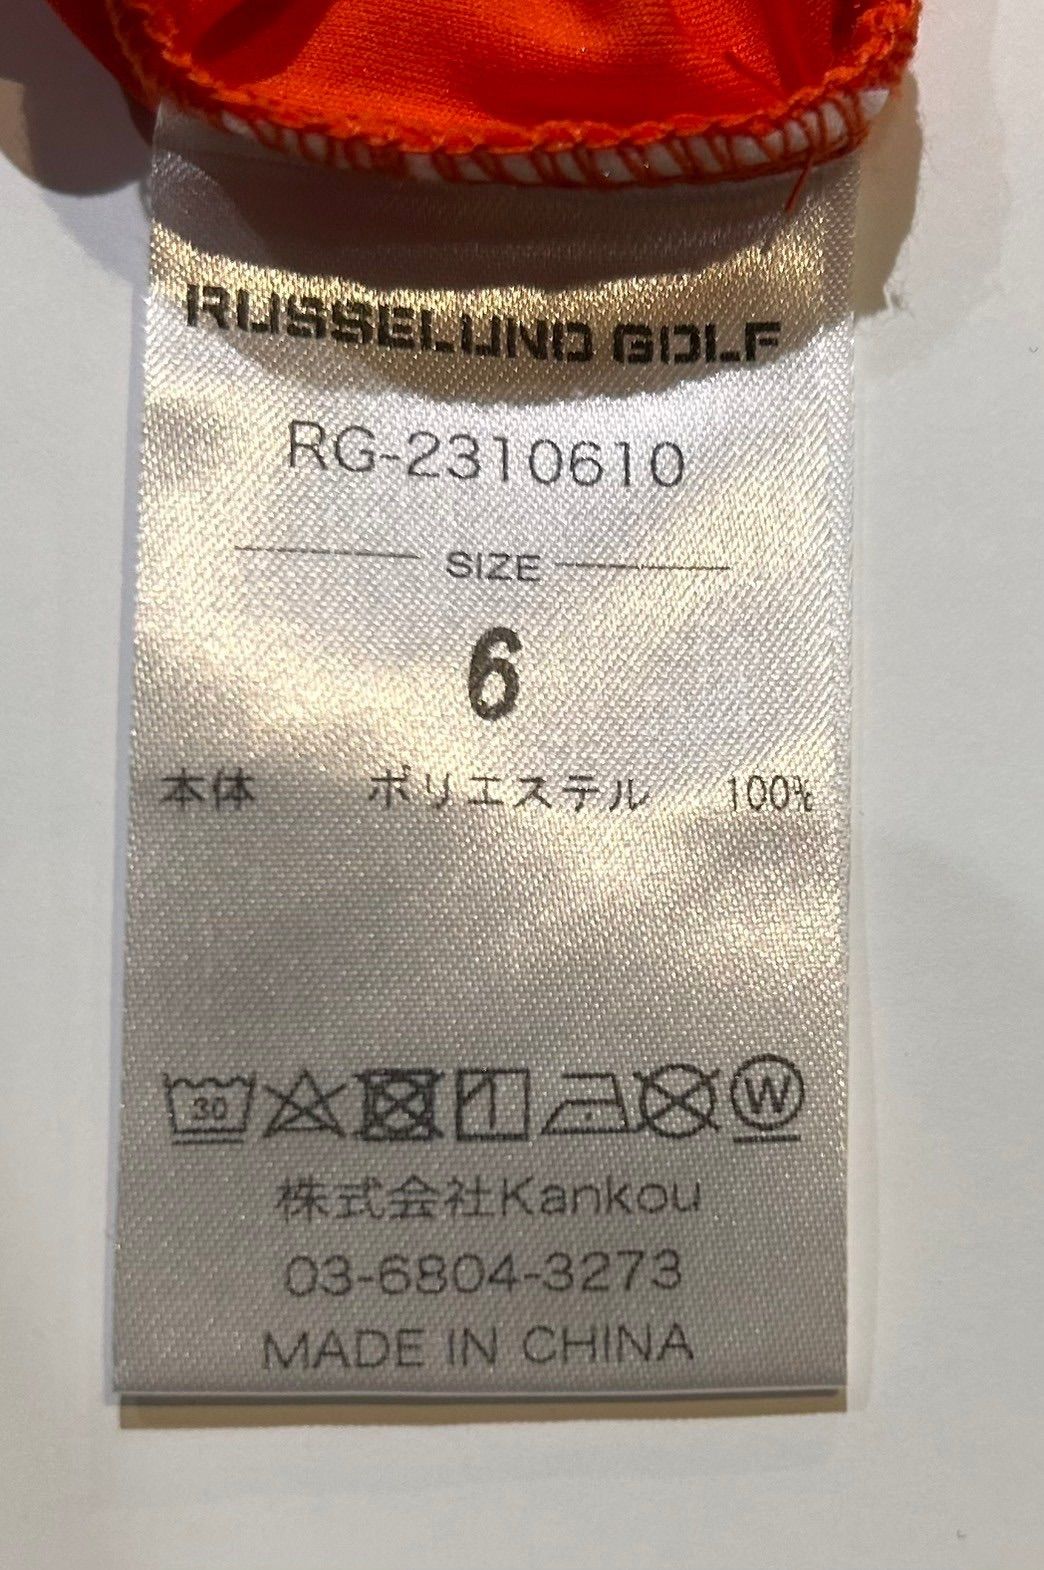 RUSSELUNO GOLF
RG-2310610
SIZE
6
本体 ポリエステル 100%
30 W
株式会社Kankou
03-6804-3273
MADE IN CHINA